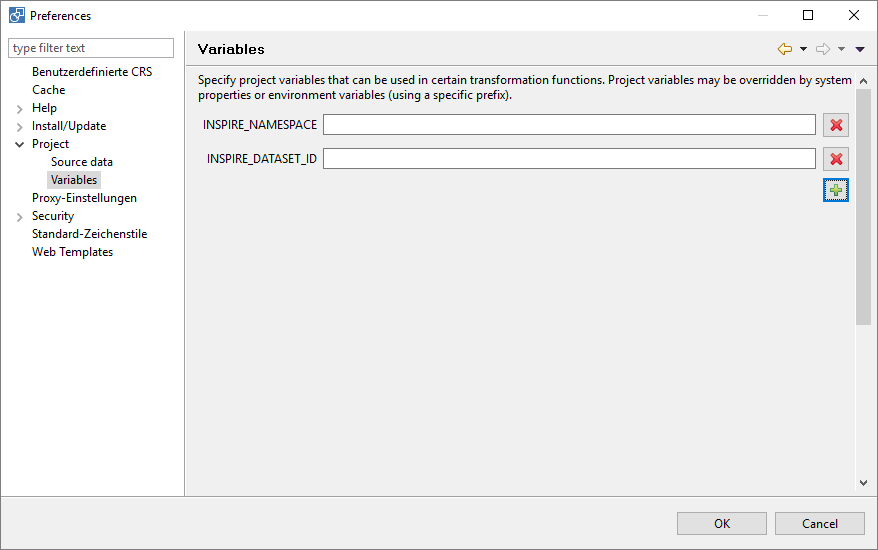 Preferences
type filter text
Benutzerdefinierte CRS
Cache
Help
Install/Update
Project
Source data
Variables
Proxy-Einstellungen
Security
Standard-Zeichenstile
Web Templates
Variables
Specify project variables that can be used in certain transformation functions. Project variables may be overridden by system
properties or environment variables (using a specific prefix).
INSPIRE_NAMESPACE
INSPIRE_DATASET_ID
OK
Cancel